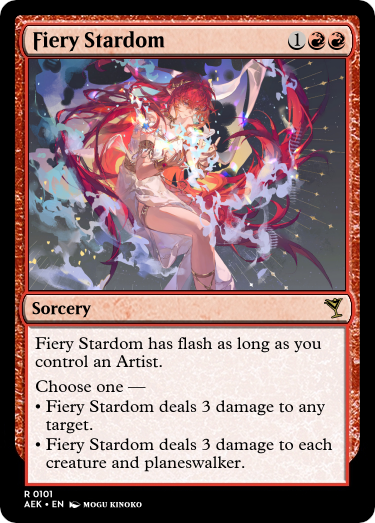 Fiery Stardom 1
Sorcery
Fiery Stardom has flash as long as you
control an Artist.
Choose one —
• Fiery Stardom deals 3 damage to any
target.
• Fiery Stardom deals 3 damage to each
creature and planeswalker.
R 0101
AEK • EN MOGU KINOKO